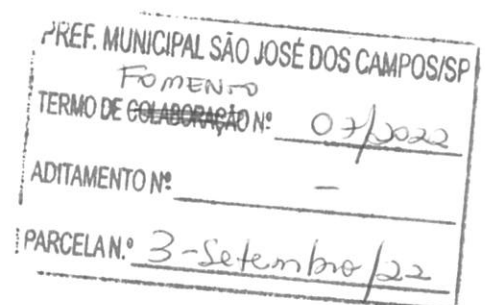 PREF. MUNICIPAL SÃO JOSÉ DOS CAMPOS/SP
FOMENTO
TERMO DE COLABORAÇÃO Nº 07/2022
ADITAMENTO Nº —
PARCELA N.º 3-Setembro/22